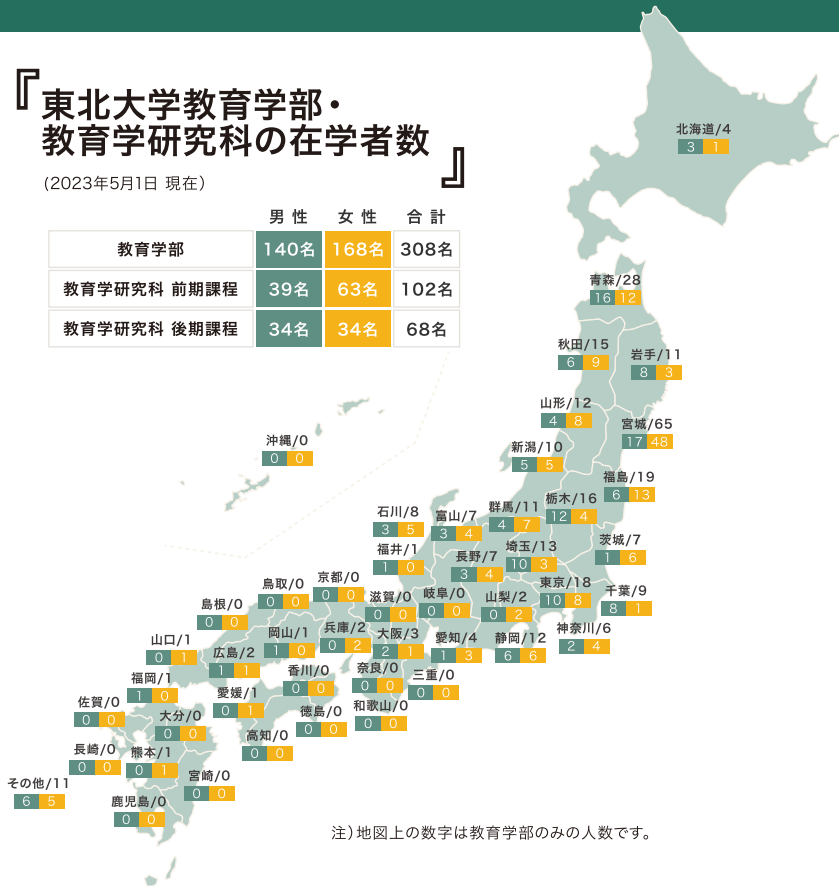 『東北大学教育学部・
教育学研究科の在学者数』
(2023年5月1日 現在)
男性 女性 合計
教育学部 140名 168名 308名
教育学研究科 前期課程 39名 63名 102名
教育学研究科 後期課程 34名 34名 68名
北海道/4
3 1
青森/28
16 12
秋田/15
6 9
岩手/11
8 3
山形/12
4 8
宮城/65
17 48
新潟/10
5 5
福島/19
6 13
沖縄/0
0 0
石川/8
3 5
富山/7
3 4
群馬/11
4 7
栃木/16
12 4
福井/1
1 0
長野/7
3 4
埼玉/13
10 3
茨城/7
1 6
鳥取/0
0 0
京都/0
0 0
滋賀/0
0 0
岐阜/0
0 0
山梨/2
0 2
東京/18
10 8
千葉/9
8 1
島根/0
0 0
山口/1
0 1
広島/2
1 1
岡山/1
1 0
兵庫/2
0 2
大阪/3
2 1
愛知/4
1 3
静岡/12
6 6
神奈川/6
2 4
福岡/1
1 0
愛媛/1
0 1
香川/0
0 0
奈良/0
0 0
三重/0
0 0
佐賀/0
0 0
大分/0
0 0
徳島/0
0 0
和歌山/0
0 0
高知/0
0 0
長崎/0
0 0
熊本/1
0 1
宮崎/0
0 0
その他/11
6 5
鹿児島/0
0 0
注)地図上の数字は教育学部のみの人数です。